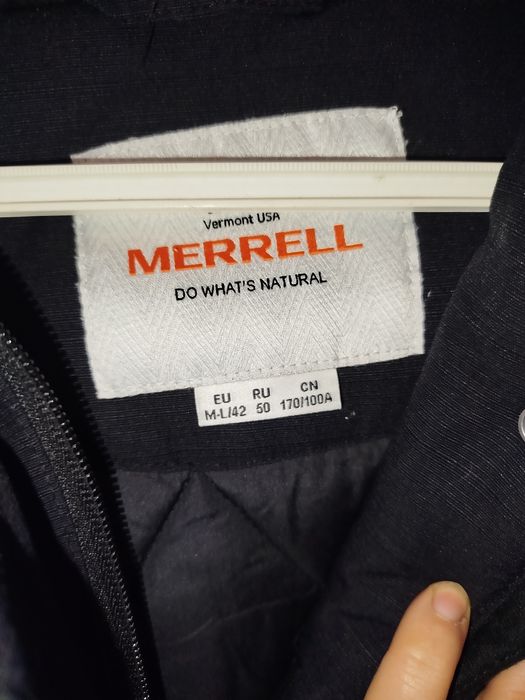 Vermont USA
MERRELL
DO WHAT'S NATURAL
EU RU CN
M-L/42 50 170/100A